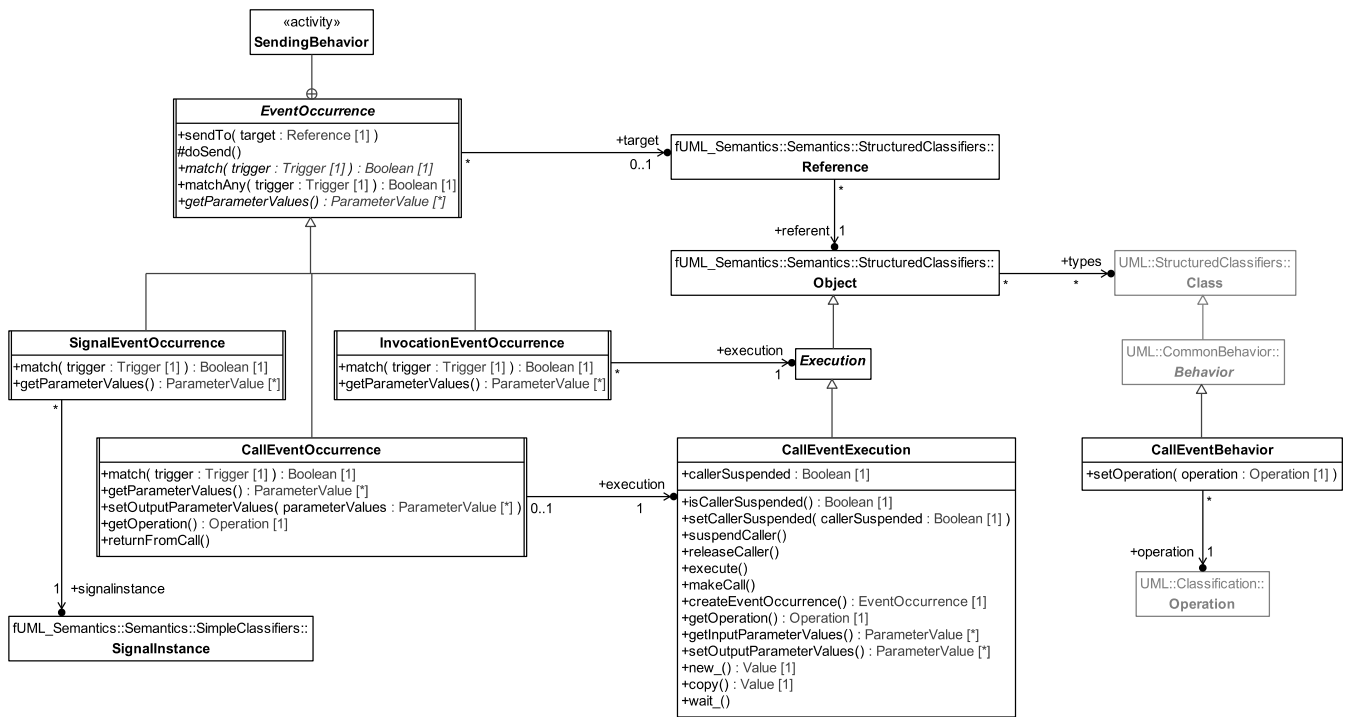 «activity»
SendingBehavior
EventOccurrence
+sendTo( target : Reference [1] )
#doSend()
+match( trigger : Trigger [1] ) : Boolean [1]
+matchAny( trigger : Trigger [1] ) : Boolean [1]
+getParameterValues() : ParameterValue [*]
*
+target
0..1
fUML_Semantics::Semantics::StructuredClassifiers::
Reference
*
+referent
1
fUML_Semantics::Semantics::StructuredClassifiers::
Object
*
+types
*
UML::StructuredClassifiers::
Class
SignalEventOccurrence
+match( trigger : Trigger [1] ) : Boolean [1]
+getParameterValues() : ParameterValue [*]
*
InvocationEventOccurrence
+match( trigger : Trigger [1] ) : Boolean [1]
+getParameterValues() : ParameterValue [*]
*
+execution
1
Execution
UML::CommonBehavior::
Behavior
CallEventOccurrence
+match( trigger : Trigger [1] ) : Boolean [1]
+getParameterValues() : ParameterValue [*]
+setOutputParameterValues( parameterValues : ParameterValue [*] )
+getOperation() : Operation [1]
+returnFromCall()
0..1
+execution
1
CallEventExecution
+callerSuspended : Boolean [1]
+isCallerSuspended() : Boolean [1]
+setCallerSuspended( callerSuspended : Boolean [1] )
+suspendCaller()
+releaseCaller()
+execute()
+makeCall()
+createEventOccurrence() : EventOccurrence [1]
+getOperation() : Operation [1]
+getInputParameterValues() : ParameterValue [*]
+setOutputParameterValues() : ParameterValue [*]
+new_() : Value [1]
+copy() : Value [1]
+wait_()
CallEventBehavior
+setOperation( operation : Operation [1] )
*
+operation
1
UML::Classification::
Operation
1
+signalInstance
fUML_Semantics::Semantics::SimpleClassifiers::
SignalInstance